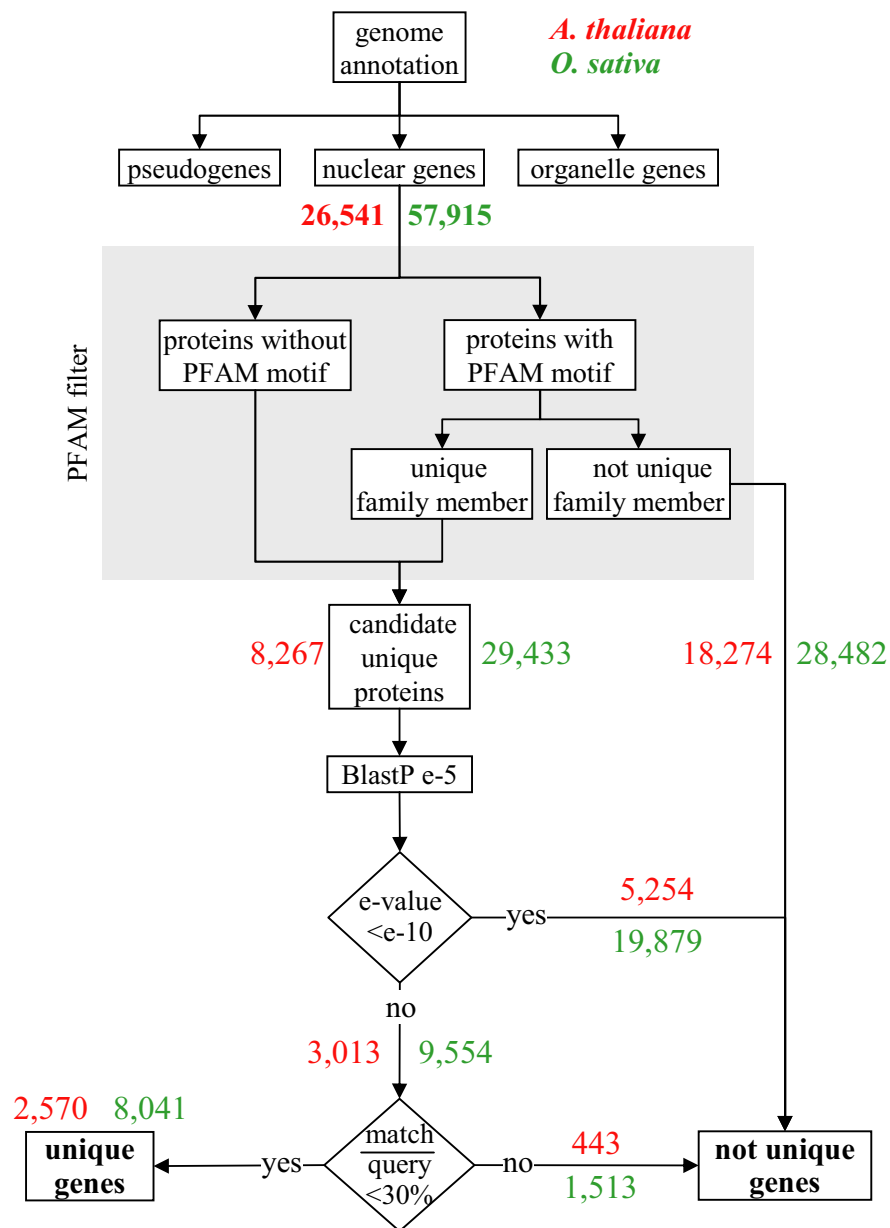 genome
annotation
A. thaliana
O. sativa
pseudogenes
nuclear genes
organelle genes
26,541 57,915
PFAM filter
proteins without
PFAM motif
proteins with
PFAM motif
unique
family member
not unique
family member
candidate
unique
proteins
8,267
29,433
18,274
28,482
BlastP e-5
e-value
<e-10
yes
5,254
19,879
no
3,013
9,554
match
query
<30%
yes
2,570
8,041
unique
genes
no
443
1,513
not unique
genes